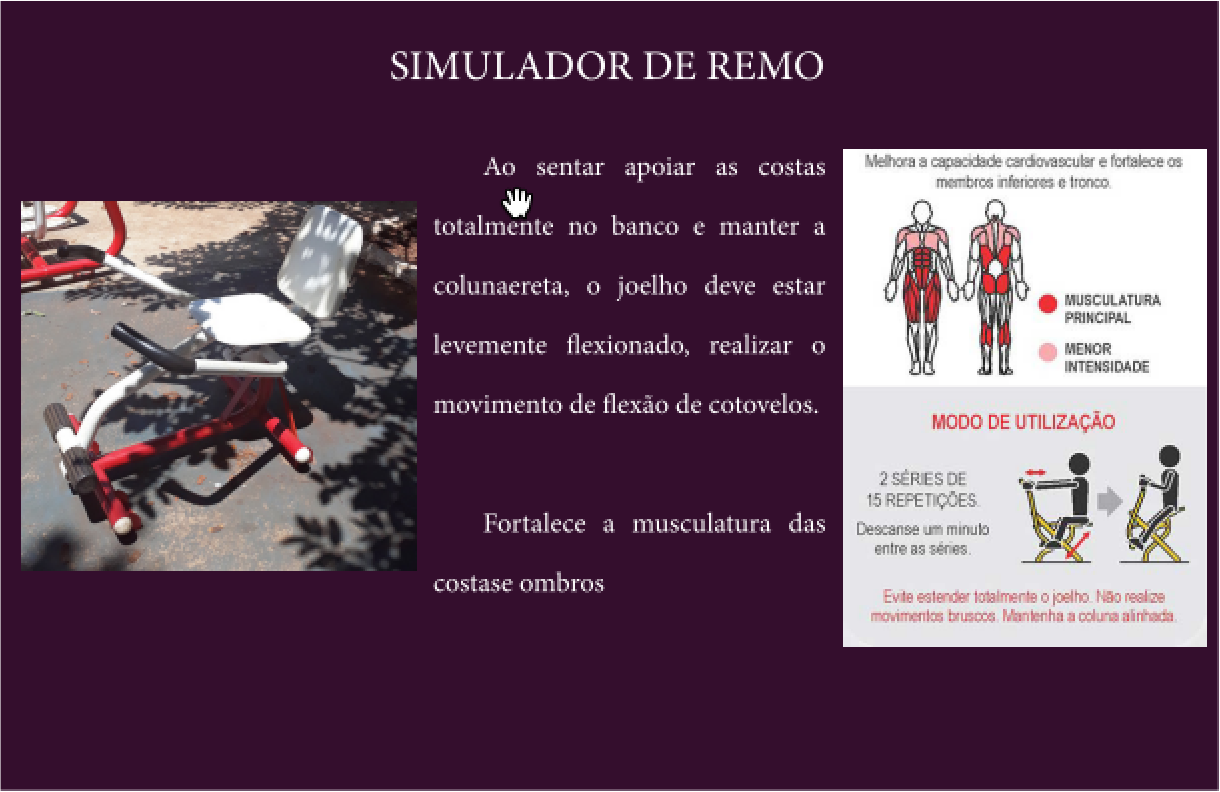 SIMULADOR DE REMO
Ao sentar apoiar as costas
totalmente no banco e manter a
colunaereta, o joelho deve estar
levemente flexionado, realizar o
movimento de flexão de cotovelos.
Fortalece a musculatura das
costase ombros
Melhora a capacidade cardiovascular e fortalece os
membros inferiores e tronco.
MUSCULATURA
PRINCIPAL
MENOR
INTENSIDADE
MODO DE UTILIZAÇÃO
2 SÉRIES DE
15 REPETIÇÕES.
Descanse um minuto
entre as séries.
Evite estender totalmente o joelho. Não realize
movimentos bruscos. Mantenha a coluna alinhada.